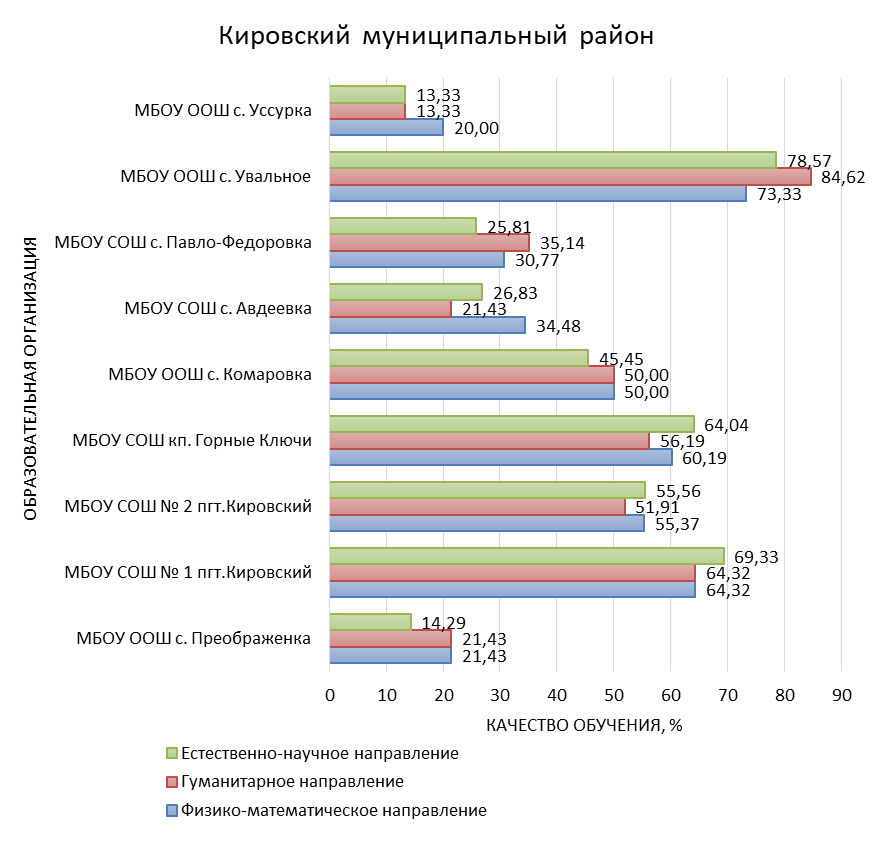 Кировский муниципальный район
МБОУ ООШ с. Уссурка
13,33
13,33
20,00
МБОУ ООШ с. Увальное
78,57
84,62
73,33
МБОУ СОШ с. Павло-Федоровка
25,81
35,14
30,77
МБОУ СОШ с. Авдеевка
26,83
21,43
34,48
МБОУ ООШ с. Комаровка
45,45
50,00
50,00
МБОУ СОШ кп. Горные Ключи
64,04
56,19
60,19
МБОУ СОШ № 2 пгт.Кировский
55,56
51,91
55,37
МБОУ СОШ № 1 пгт.Кировский
69,33
64,32
64,32
МБОУ ООШ с. Преображенка
14,29
21,43
21,43
ОБРАЗОВАТЕЛЬНАЯ ОРГАНИЗАЦИЯ
0 10 20 30 40 50 60 70 80 90
КАЧЕСТВО ОБУЧЕНИЯ, %
Естественно-научное направление
Гуманитарное направление
Физико-математическое направление